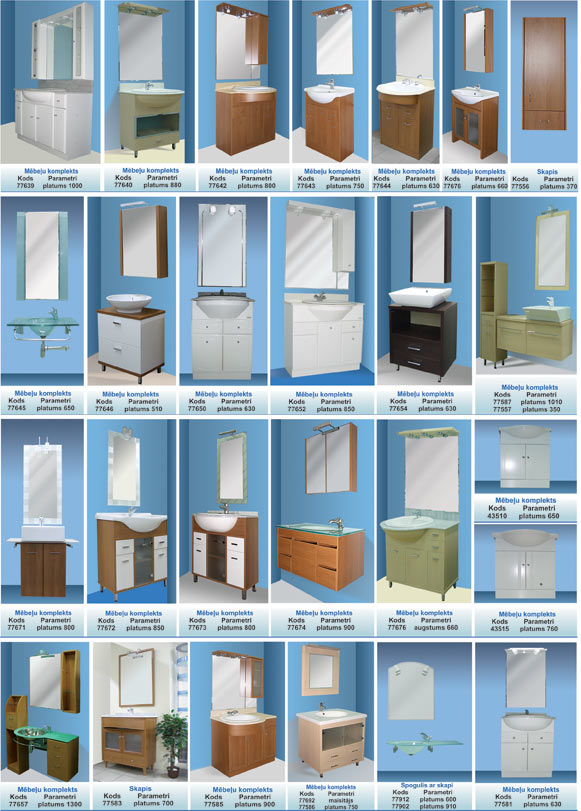 Mēbeļu komplekts
Kods Parametri
77639 platums 1000
Mēbeļu komplekts
Kods Parametri
77640 platums 880
Mēbeļu komplekts
Kods Parametri
77642 platums 800
Mēbeļu komplekts
Kods Parametri
77643 platums 750
Mēbeļu komplekts
Kods Parametri
77644 platums 630
Mēbeļu komplekts
Kods Parametri
77676 platums 660
Skapis
Kods Parametri
77556 platums 370
Mēbeļu komplekts
Kods Parametri
77645 platums 650
Mēbeļu komplekts
Kods Parametri
77646 platums 510
Mēbeļu komplekts
Kods Parametri
77650 platums 630
Mēbeļu komplekts
Kods Parametri
77652 platums 850
Mēbeļu komplekts
Kods Parametri
77654 platums 630
Mēbeļu komplekts
Kods Parametri
77587 platums 1010
77557 platums 350
Mēbeļu komplekts
Kods Parametri
43510 platums 650
Mēbeļu komplekts
Kods Parametri
77671 platums 800
Mēbeļu komplekts
Kods Parametri
77672 platums 850
Mēbeļu komplekts
Kods Parametri
77673 platums 800
Mēbeļu komplekts
Kods Parametri
77674 platums 900
Mēbeļu komplekts
Kods Parametri
77676 augstums 660
Mēbeļu komplekts
Kods Parametri
43515 platums 760
Mēbeļu komplekts
Kods Parametri
77657 platums 1300
Skapis
Kods Parametri
77583 platums 700
Mēbeļu komplekts
Kods Parametri
77585 platums 900
Mēbeļu komplekts
Kods Parametri
77692 maisitājs
77586 platums 750
Spogulis ar skapi
Kods Parametri
77912 platums 600
77902 platums 910
Mēbeļu komplekts
Kods Parametri
77581 platums 630